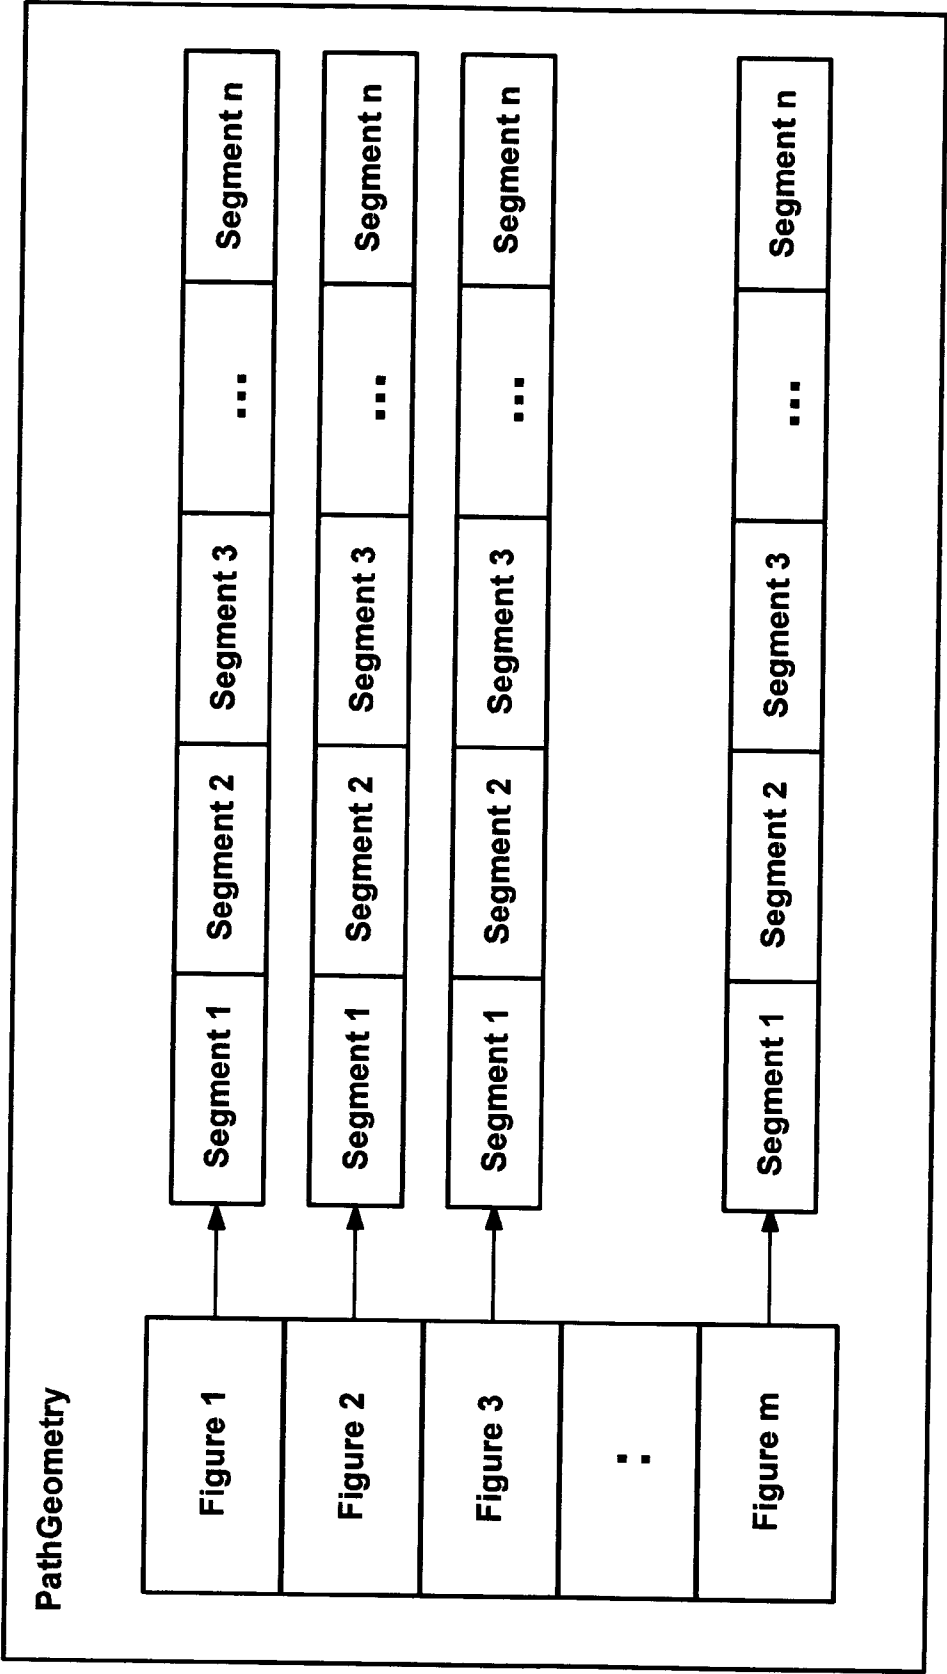 PathGeometry
Figure 1
Segment 1
Segment 2
Segment 3
...
Segment n
Figure 2
Segment 1
Segment 2
Segment 3
...
Segment n
Figure 3
Segment 1
Segment 2
Segment 3
...
Segment n
:
Figure m
Segment 1
Segment 2
Segment 3
...
Segment n